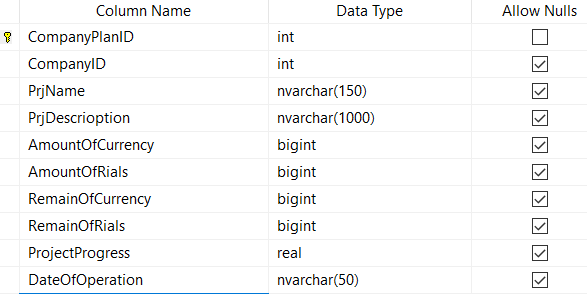 Column Name Data Type Allow Nulls
CompanyPlanID int
CompanyID int
PrjName nvarchar(150)
PrjDescrioption nvarchar(1000)
AmountOfCurrency bigint
AmountOfRials bigint
RemainOfCurrency bigint
RemainOfRials bigint
ProjectProgress real
DateOfOperation nvarchar(50)